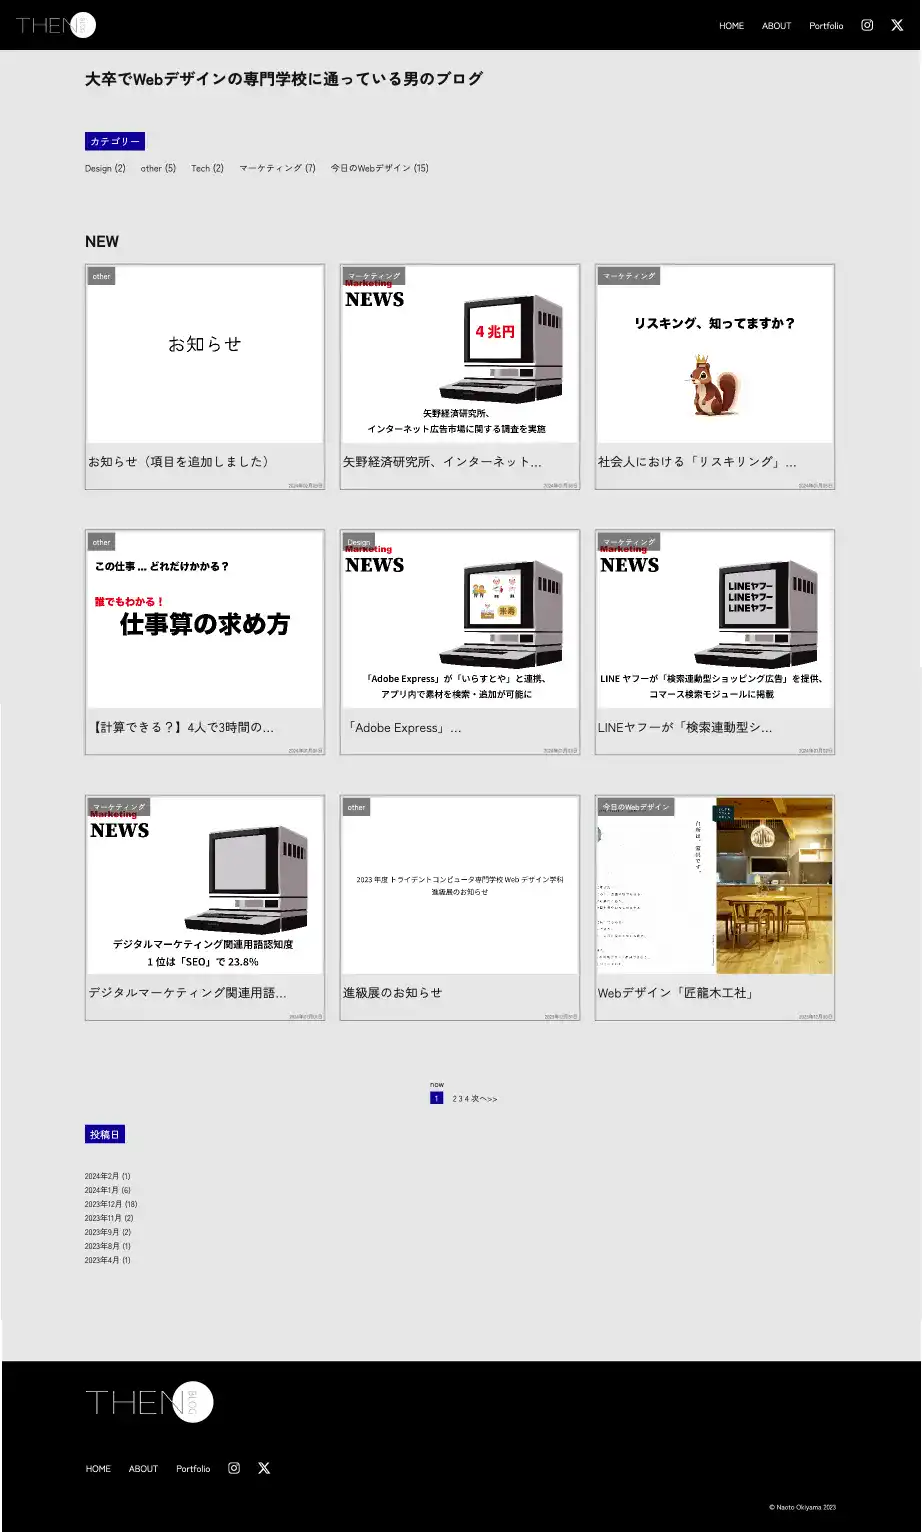 THEN BLOG
HOME ABOUT Portfolio
大卒でWebデザインの専門学校に通っている男のブログ
カテゴリー
Design (2) other (5) Tech (2) マーケティング (7) 今日のWebデザイン (15)
NEW
other
お知らせ
お知らせ（項目を追加しました）
マーケティング
Marketing
NEWS
4 兆円
矢野経済研究所、
インターネット広告市場に関する調査を実施
矢野経済研究所、インターネット...
マーケティング
リスキング、知ってますか？
社会人における「リスキリング」...
other
この仕事 ... どれだけかかる？
誰でもわかる！
仕事算の求め方
【計算できる？】4人で3時間の...
Design
Marketing
NEWS
「Adobe Express」が「いらすとや」と連携、
アプリ内で素材を検索・追加が可能に
「Adobe Express」...
マーケティング
Marketing
NEWS
LINEヤフー
LINEヤフー
LINEヤフー
LINE ヤフーが「検索連動型ショッピング広告」を提供、
コマース検索モジュールに掲載
LINEヤフーが「検索連動型シ...
マーケティング
Marketing
NEWS
デジタルマーケティング関連用語認知度
1 位は「SEO」で 23.8%
デジタルマーケティング関連用語...
other
2023 年度 トライデントコンピュータ専門学校 Web デザイン学科
進級展のお知らせ
進級展のお知らせ
今日のWebデザイン
Webデザイン「匠龍木工社」
now
1 2 3 4 次へ>>
投稿日
2024年2月 (1)
2024年1月 (6)
2023年12月 (18)
2023年11月 (2)
2023年9月 (2)
2023年8月 (1)
2023年4月 (1)
THEN BLOG
HOME ABOUT Portfolio
© Naoto Okiyama 2023